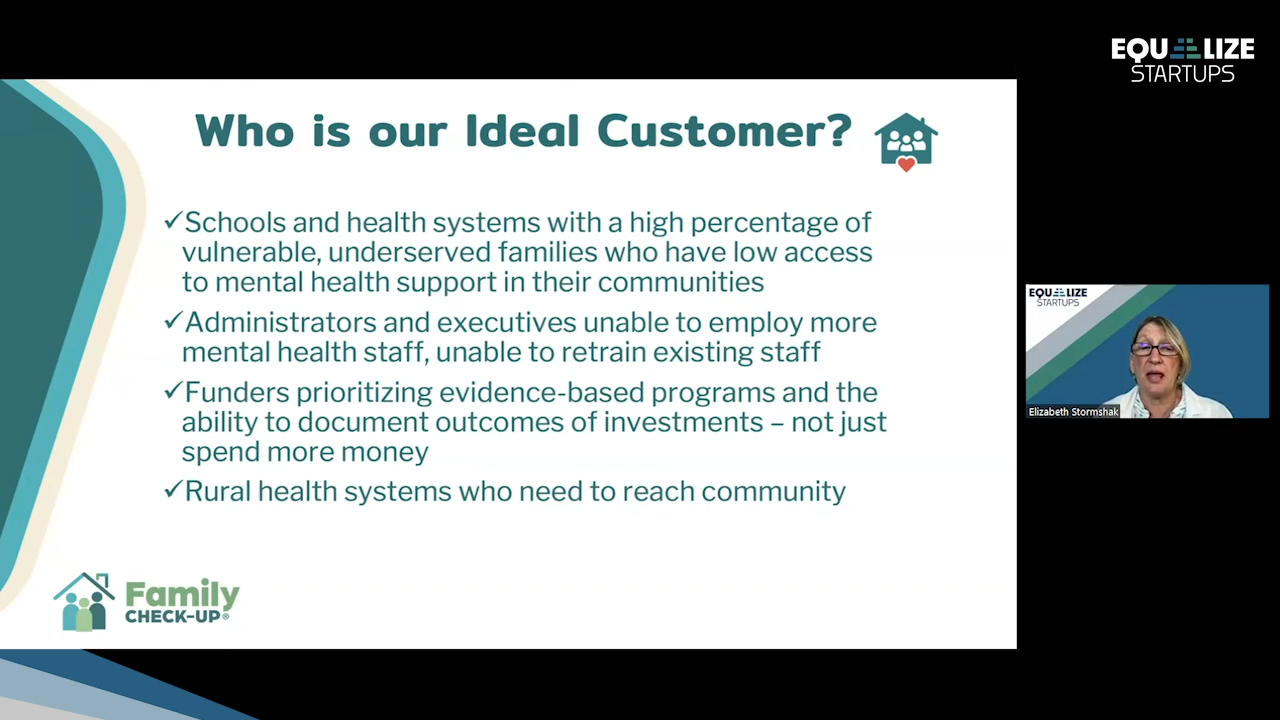 EQUALIZE
STARTUPS
Who is our Ideal Customer?
✓Schools and health systems with a high percentage of
vulnerable, underserved families who have low access
to mental health support in their communities
✓Administrators and executives unable to employ more
mental health staff, unable to retrain existing staff
✓Funders prioritizing evidence-based programs and the
ability to document outcomes of investments – not just
spend more money
✓Rural health systems who need to reach community
EQUALIZE
STARTUPS
Elizabeth Stormshak
Family
CHECK-UP®